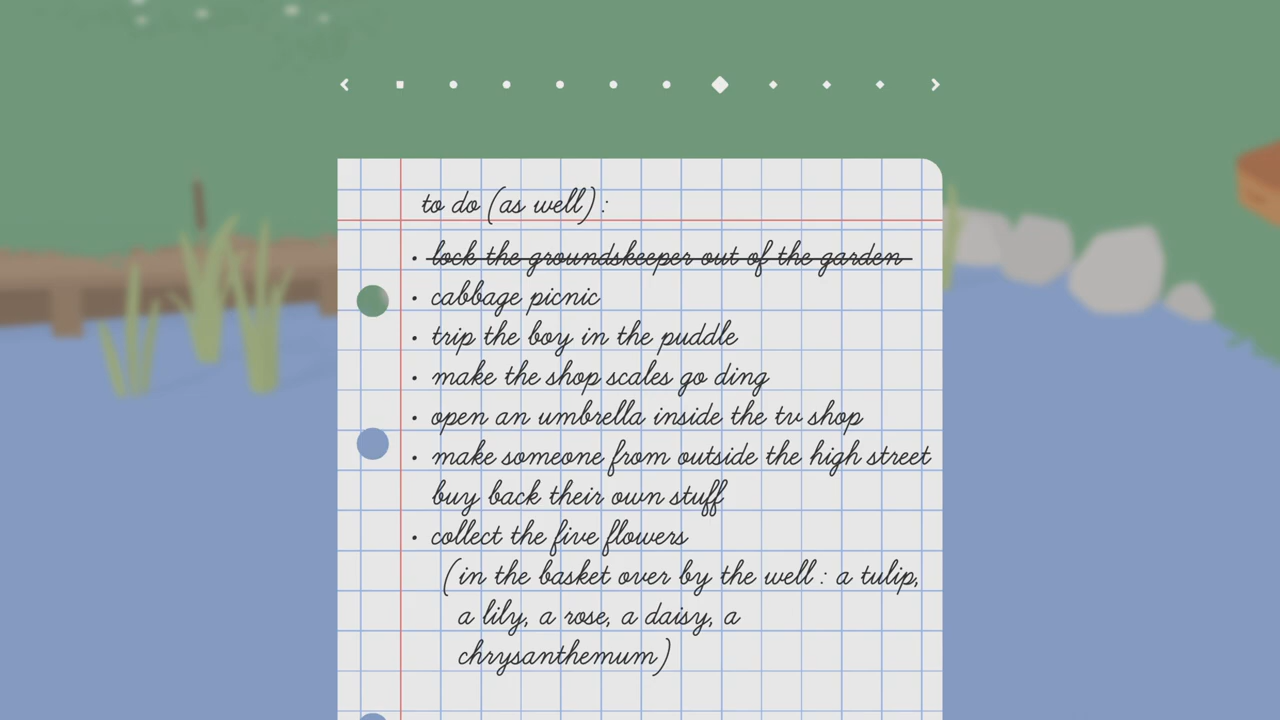 to do (as well) :
• lock the groundskeeper out of the garden
• cabbage picnic
• trip the boy in the puddle
• make the shop scales go ding
• open an umbrella inside the tv shop
• make someone from outside the high street
buy back their own stuff
• collect the five flowers
(in the basket over by the well : a tulip,
a lily, a rose, a daisy, a
chrysanthemum)